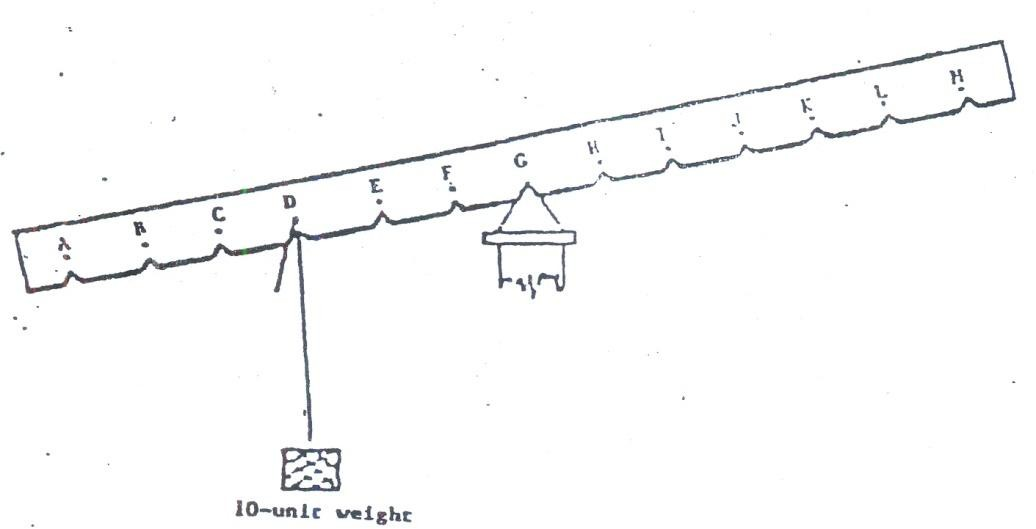 A B C D E F G H I J K L M
10-unit weight